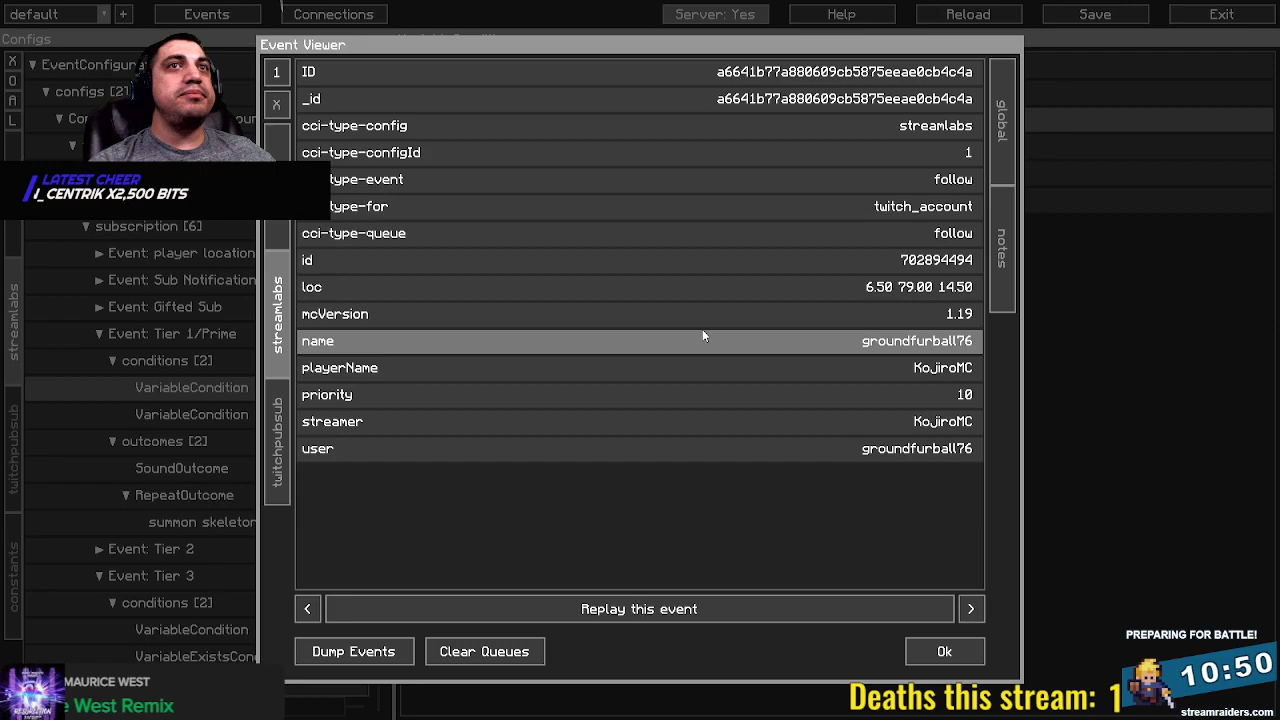 default + Events Connections Server: Yes Help Reload Save Exit
Configs
Event Viewer
EventConfigura
configs [2]
X
O
A
L
1
X
ID a6641b77a880609cb5875eeae0cb4c4a
_id a6641b77a880609cb5875eeae0cb4c4a
cci-type-config streamlabs
cci-type-configId 1
type-event follow
type-for twitch_account
cci-type-queue follow
id 702894494
loc 6.50 79.00 14.50
mcVersion 1.19
name groundfurball76
playerName KojiroMC
priority 10
streamer KojiroMC
user groundfurball76
global
notes
streamlabs
twitchpubsub
streamlabs
twitchpubsub
constants
LATEST CHEER
I_CENTRIK X2,500 BITS
subscription [6]
Event: player location
Event: Sub Notification
Event: Gifted Sub
Event: Tier 1/Prime
conditions [2]
VariableCondition
VariableCondition
outcomes [2]
SoundOutcome
RepeatOutcome
summon skeleton
Event: Tier 2
Event: Tier 3
conditions [2]
VariableCondition
VariableExistsCon
< Replay this event >
Dump Events Clear Queues Ok
MAURICE WEST
e West Remix
PREPARING FOR BATTLE!
10:50
Deaths this stream: 1
streamraiders.com